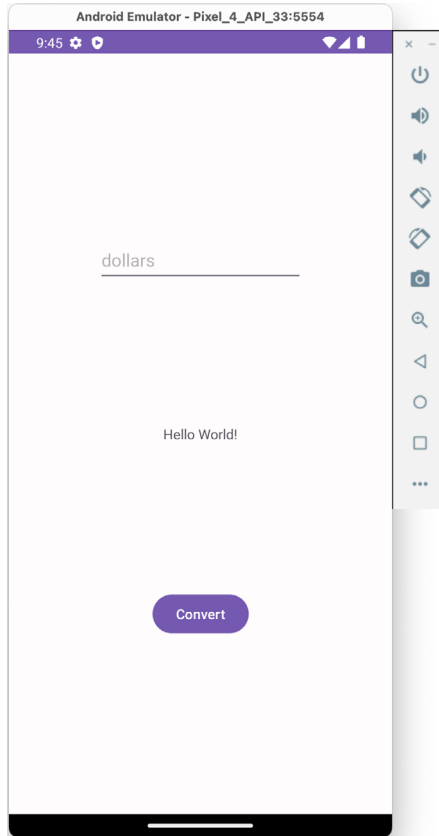 Android Emulator - Pixel_4_API_33:5554
9:45
dollars
Hello World!
Convert